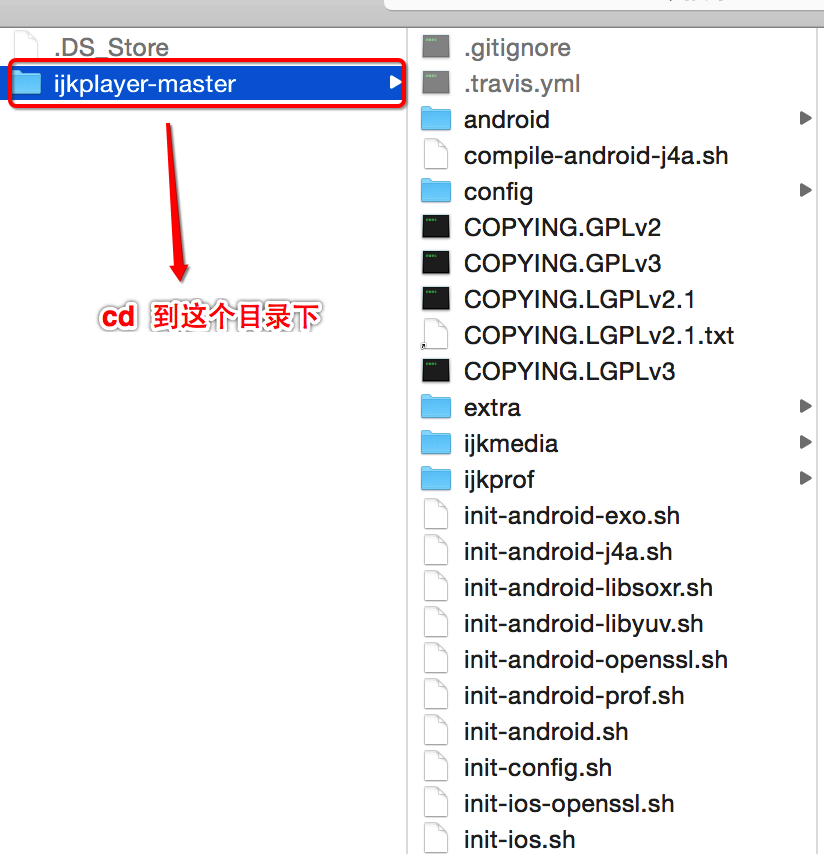 .DS_Store
ijkplayer-master
cd 到这个目录下
.gitignore
.travis.yml
android
compile-android-j4a.sh
config
COPYING.GPLv2
COPYING.GPLv3
COPYING.LGPLv2.1
COPYING.LGPLv2.1.txt
COPYING.LGPLv3
extra
ijkmedia
ijkprof
init-android-exo.sh
init-android-j4a.sh
init-android-libsoxr.sh
init-android-libyuv.sh
init-android-openssl.sh
init-android-prof.sh
init-android.sh
init-config.sh
init-ios-openssl.sh
init-ios.sh